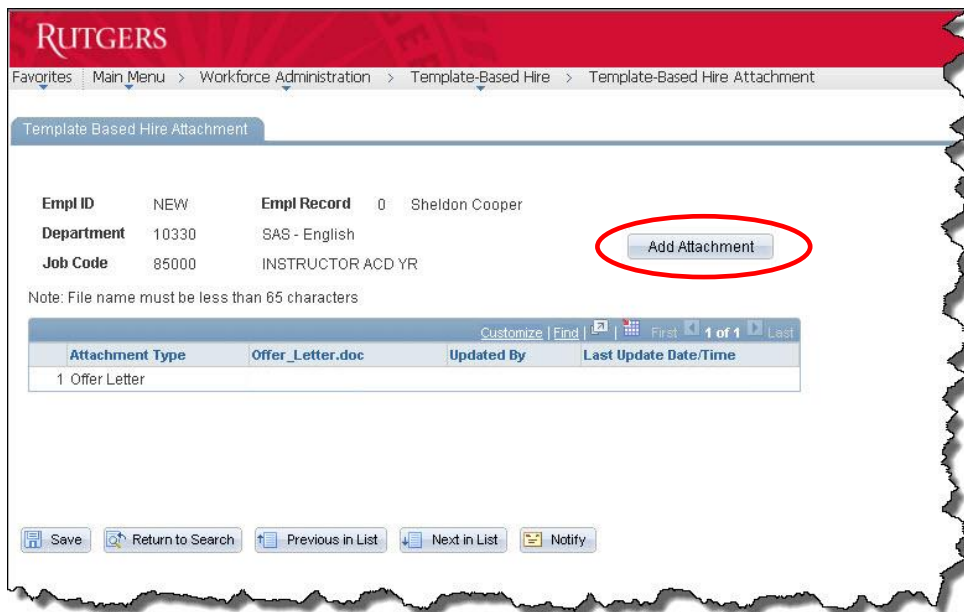 RUTGERS
Favorites | Main Menu > Workforce Administration > Template-Based Hire > Template-Based Hire Attachment
Template Based Hire Attachment
Empl ID NEW Empl Record 0 Sheldon Cooper
Department 10330 SAS - English
Add Attachment
Job Code 85000 INSTRUCTOR ACD YR
Note: File name must be less than 65 characters
Customize | Find | | First 1 of 1 Last
Attachment Type Offer_Letter.doc Updated By Last Update Date/Time
1 Offer Letter
Save Return to Search Previous in List Next in List Notify